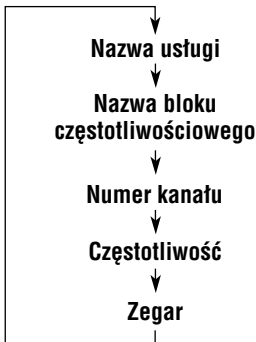 Nazwa usługi
Nazwa bloku
częstotliwościowego
Numer kanału
Częstotliwość
Zegar